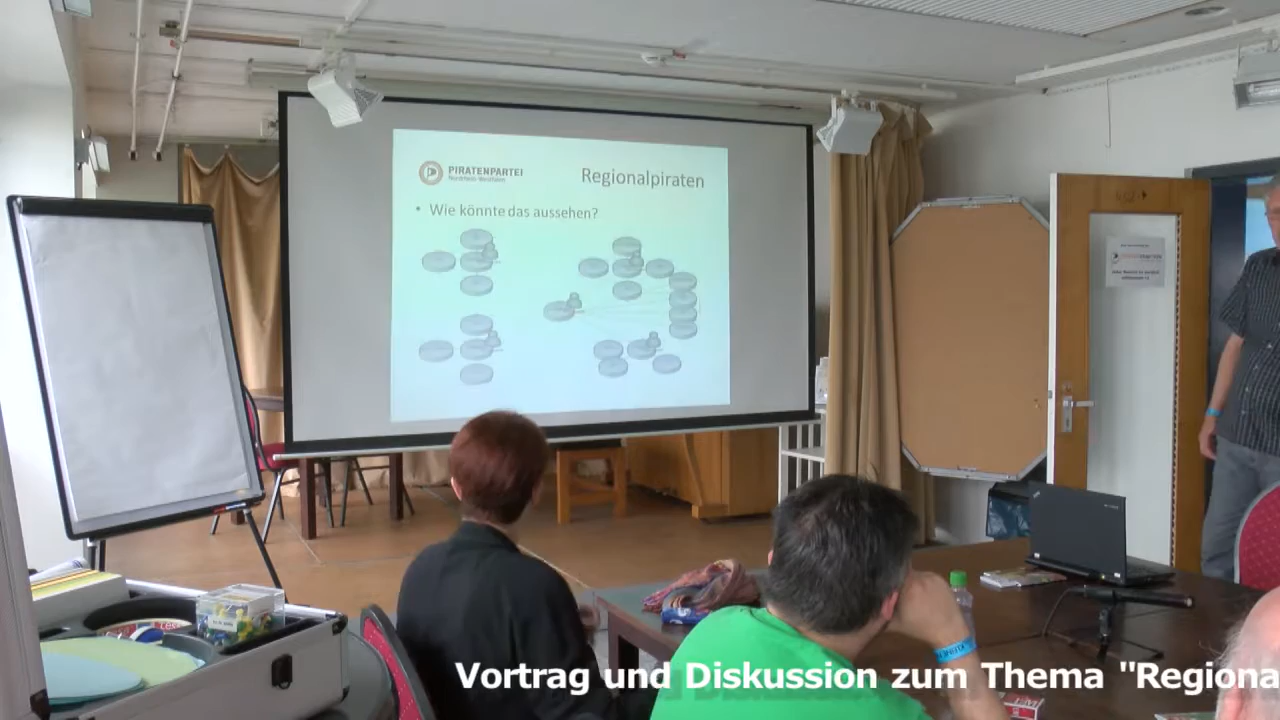 PIRATENPARTEI
Nordrhein-Westfalen
Regionalpiraten
• Wie könnte das aussehen?
Vortrag und Diskussion zum Thema "Regiona